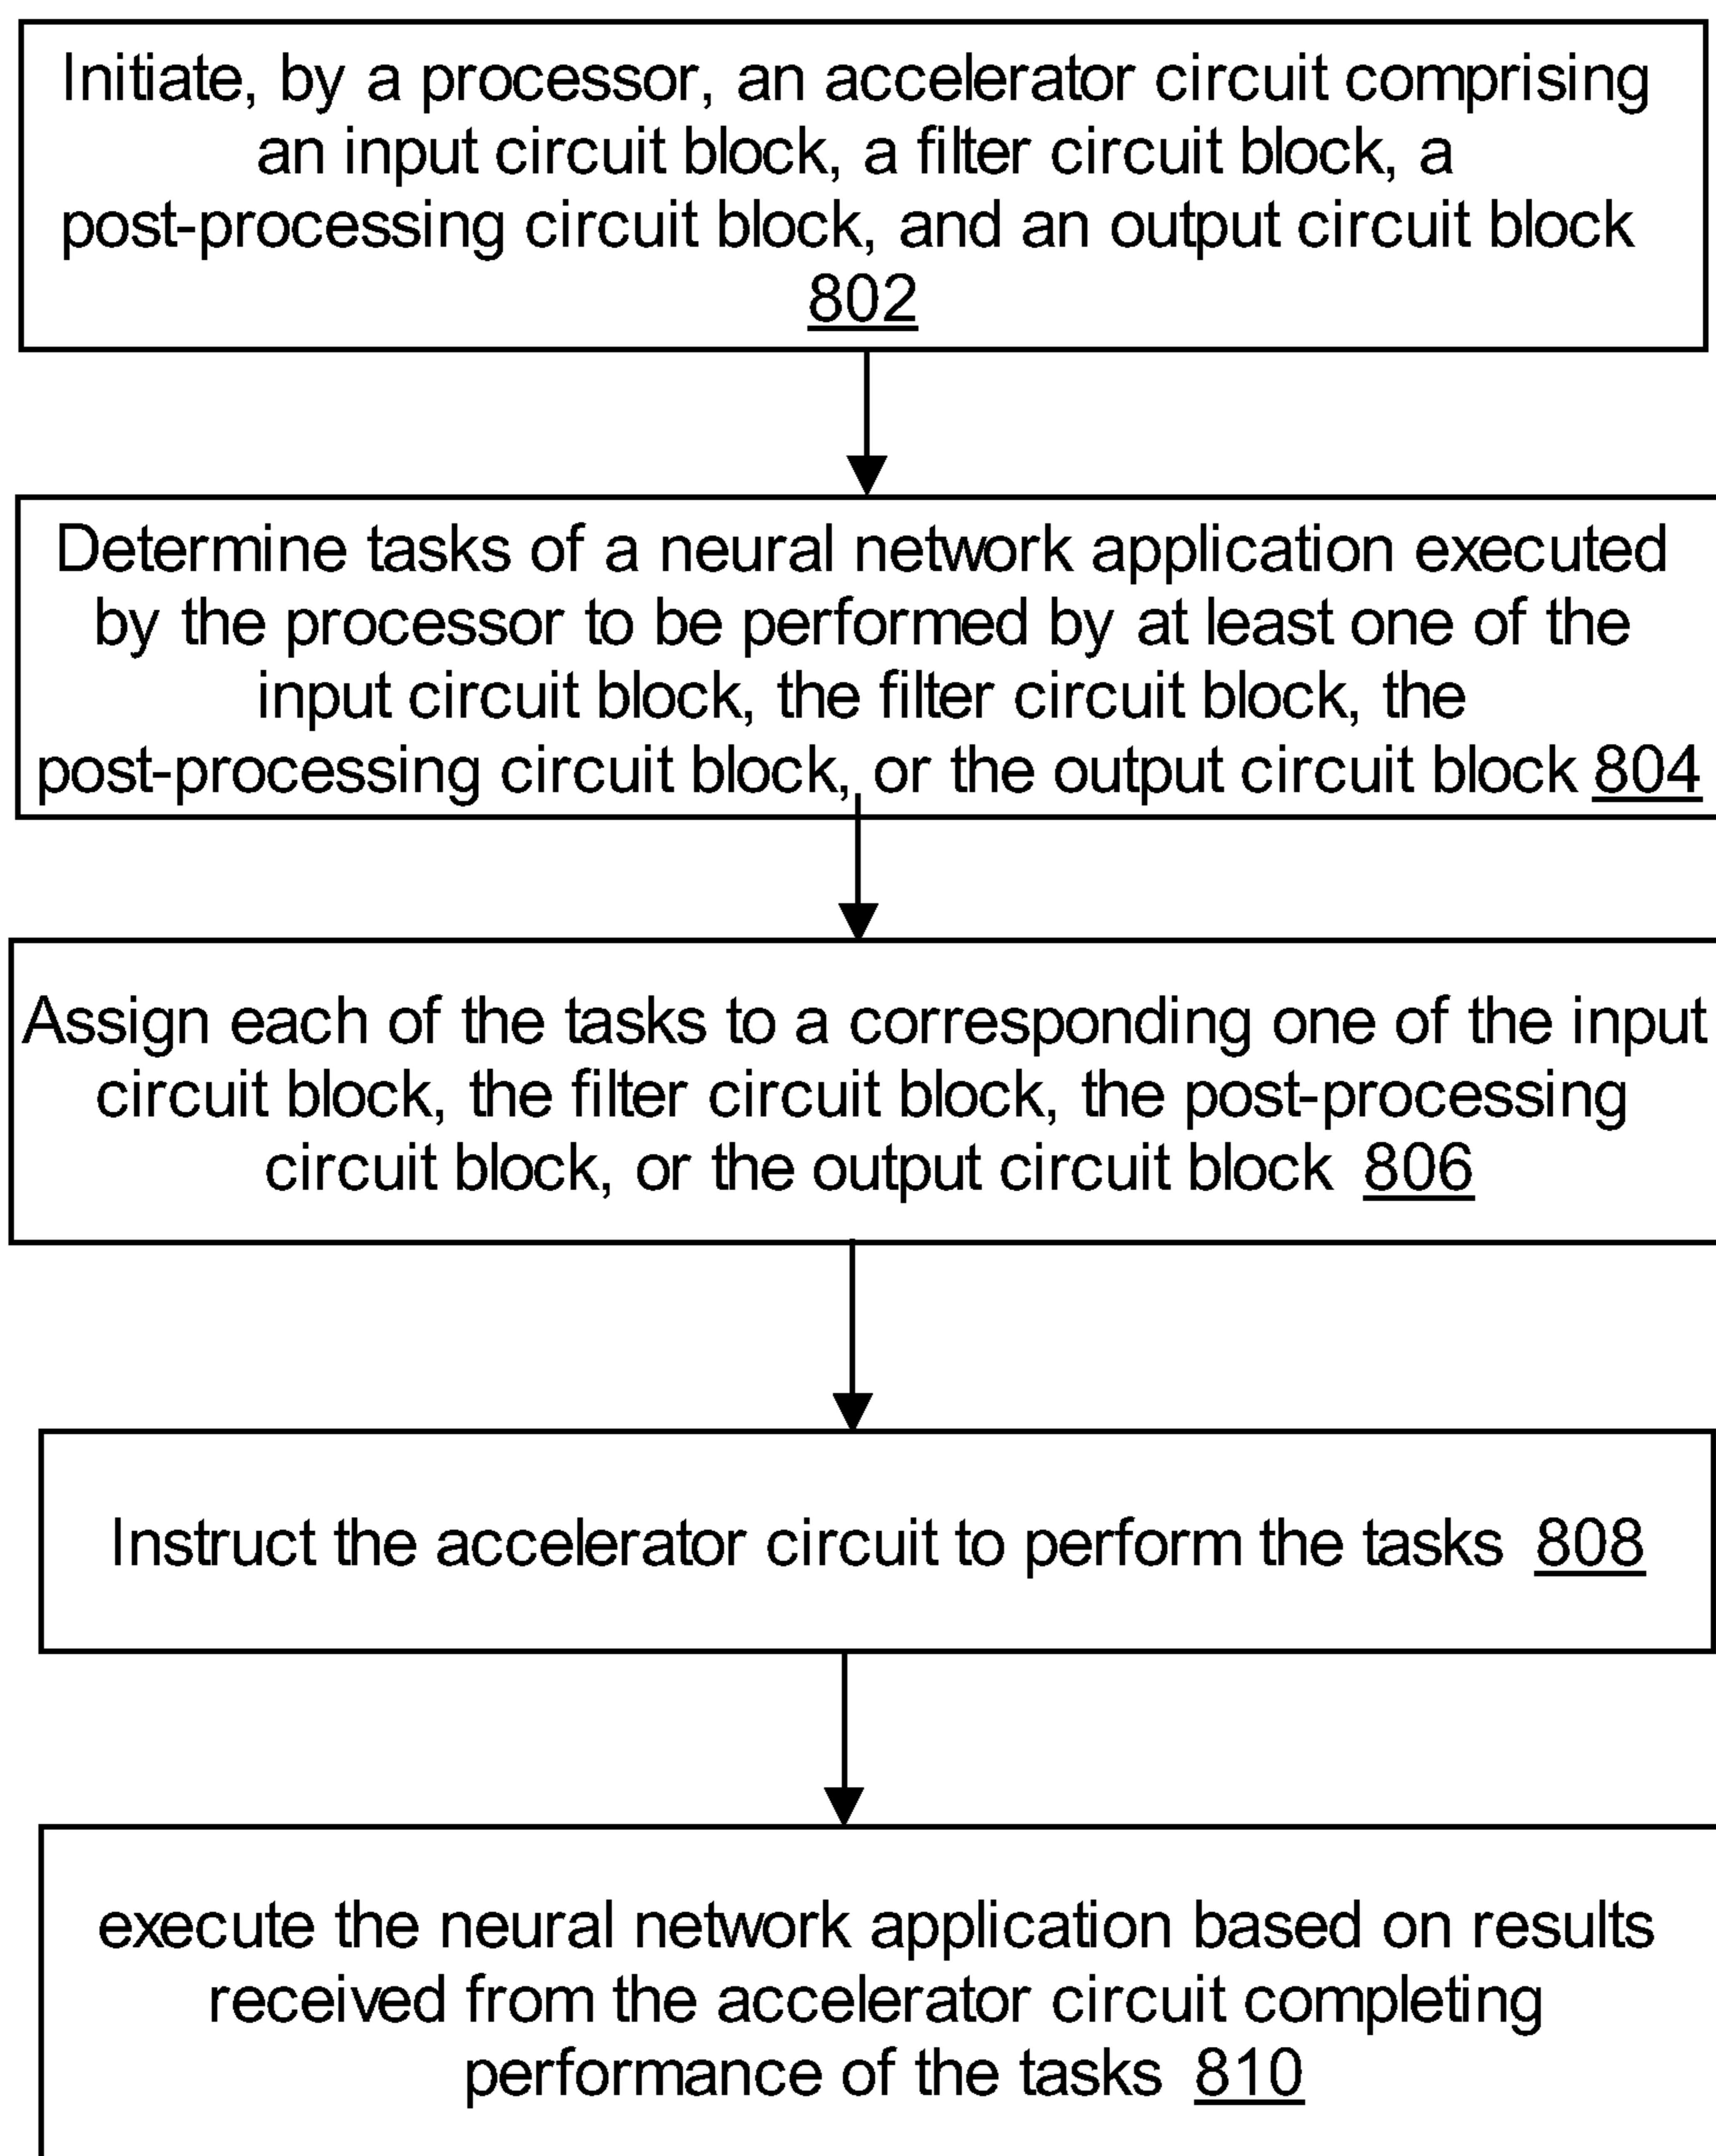 Initiate, by a processor, an accelerator circuit comprising
an input circuit block, a filter circuit block, a
post-processing circuit block, and an output circuit block
802
Determine tasks of a neural network application executed
by the processor to be performed by at least one of the
input circuit block, the filter circuit block, the
post-processing circuit block, or the output circuit block 804
Assign each of the tasks to a corresponding one of the input
circuit block, the filter circuit block, the post-processing
circuit block, or the output circuit block 806
Instruct the accelerator circuit to perform the tasks 808
execute the neural network application based on results
received from the accelerator circuit completing
performance of the tasks 810